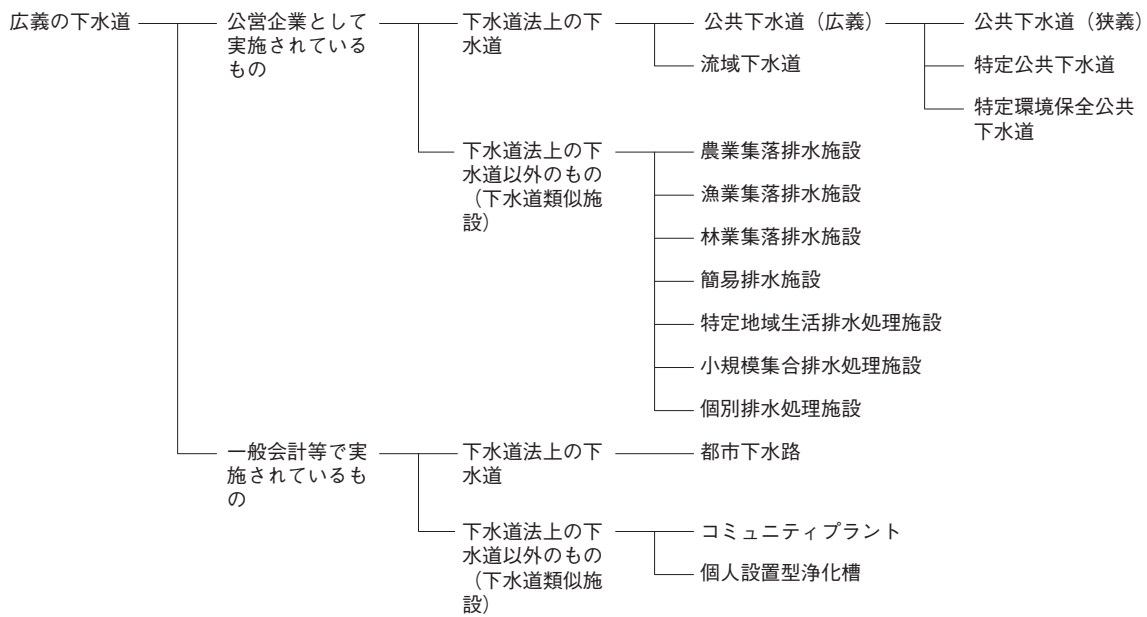 広義の下水道
公営企業として
実施されている
もの
下水道法上の下
水道
公共下水道（広義）
公共下水道（狭義）
特定公共下水道
特定環境保全公共
下水道
流域下水道
下水道法上の下
水道以外のもの
（下水道類似施
設）
農業集落排水施設
漁業集落排水施設
林業集落排水施設
簡易排水施設
特定地域生活排水処理施設
小規模集合排水処理施設
個別排水処理施設
一般会計等で実
施されているも
の
下水道法上の下
水道
都市下水路
下水道法上の下
水道以外のもの
（下水道類似施
設）
コミュニティプラント
個人設置型浄化槽